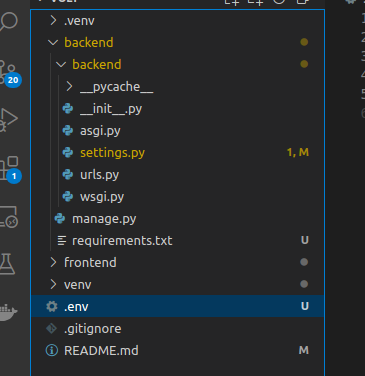 .venv
backend
backend
__pycache__
__init__.py
asgi.py
settings.py 1, M
urls.py
wsgi.py
manage.py
requirements.txt U
frontend
venv
.env U
.gitignore
README.md M
20
1